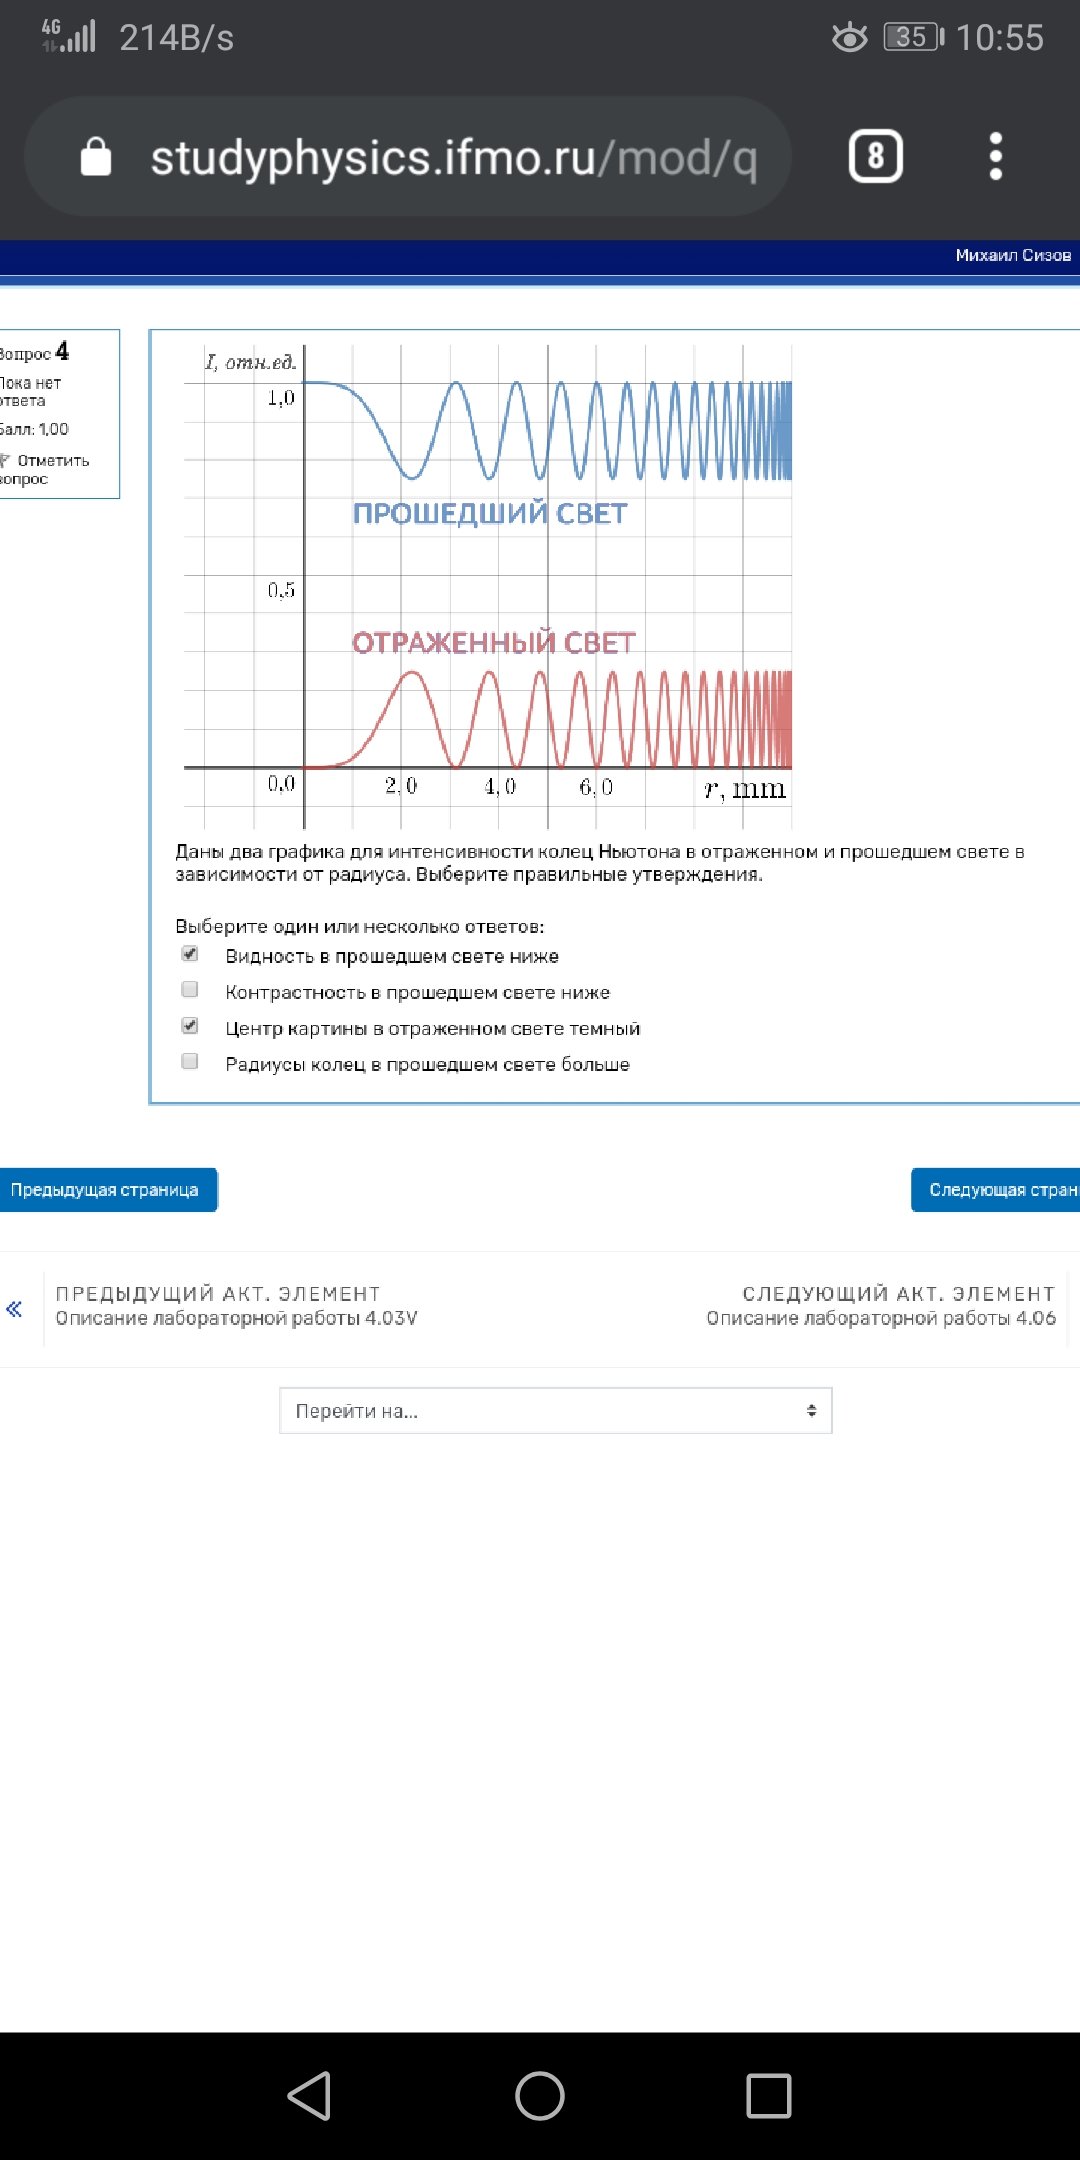 4G 214B/s 35 10:55
studyphysics.ifmo.ru/mod/q 8
Михаил Сизов
Вопрос 4
Пока нет
ответа
Балл: 1,00
Отметить
вопрос
I, отн.ед.
1,0
ПРОШЕДШИЙ СВЕТ
0,5
ОТРАЖЕННЫЙ СВЕТ
0,0 2,0 4,0 6,0 r, mm
Даны два графика для интенсивности колец Ньютона в отраженном и прошедшем свете в
зависимости от радиуса. Выберите правильные утверждения.
Выберите один или несколько ответов:
Видность в прошедшем свете ниже
Контрастность в прошедшем свете ниже
Центр картины в отраженном свете темный
Радиусы колец в прошедшем свете больше
Предыдущая страница
Следующая стран
« ПРЕДЫДУЩИЙ АКТ. ЭЛЕМЕНТ
Описание лабораторной работы 4.03V
СЛЕДУЮЩИЙ АКТ. ЭЛЕМЕНТ
Описание лабораторной работы 4.06
Перейти на...